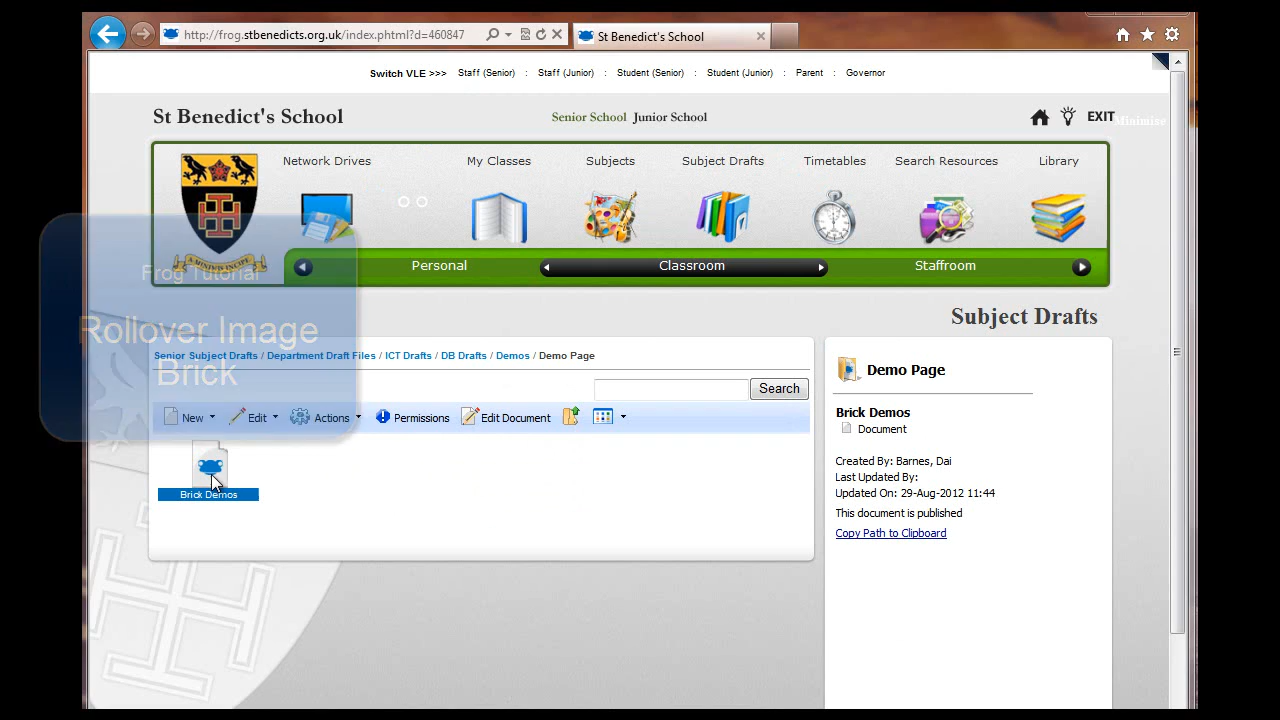 http://frog.stbenedicts.org.uk/index.phtml?d=460847
St Benedict's School
Switch VLE >>> Staff (Senior) : Staff (Junior) : Student (Senior) : Student (Junior) : Parent : Governor
St Benedict's School
Senior School Junior School
EXIT
Minimise
Network Drives
My Classes
Subjects
Subject Drafts
Timetables
Search Resources
Library
Personal
Classroom
Staffroom
Frog Tutorial
Rollover Image
Brick
Subject Drafts
Senior Subject Drafts / Department Draft Files / ICT Drafts / DB Drafts / Demos / Demo Page
Search
New
Edit
Actions
Permissions
Edit Document
Brick Demos
Demo Page
Brick Demos
Document
Created By: Barnes, Dai
Last Updated By:
Updated On: 29-Aug-2012 11:44
This document is published
Copy Path to Clipboard